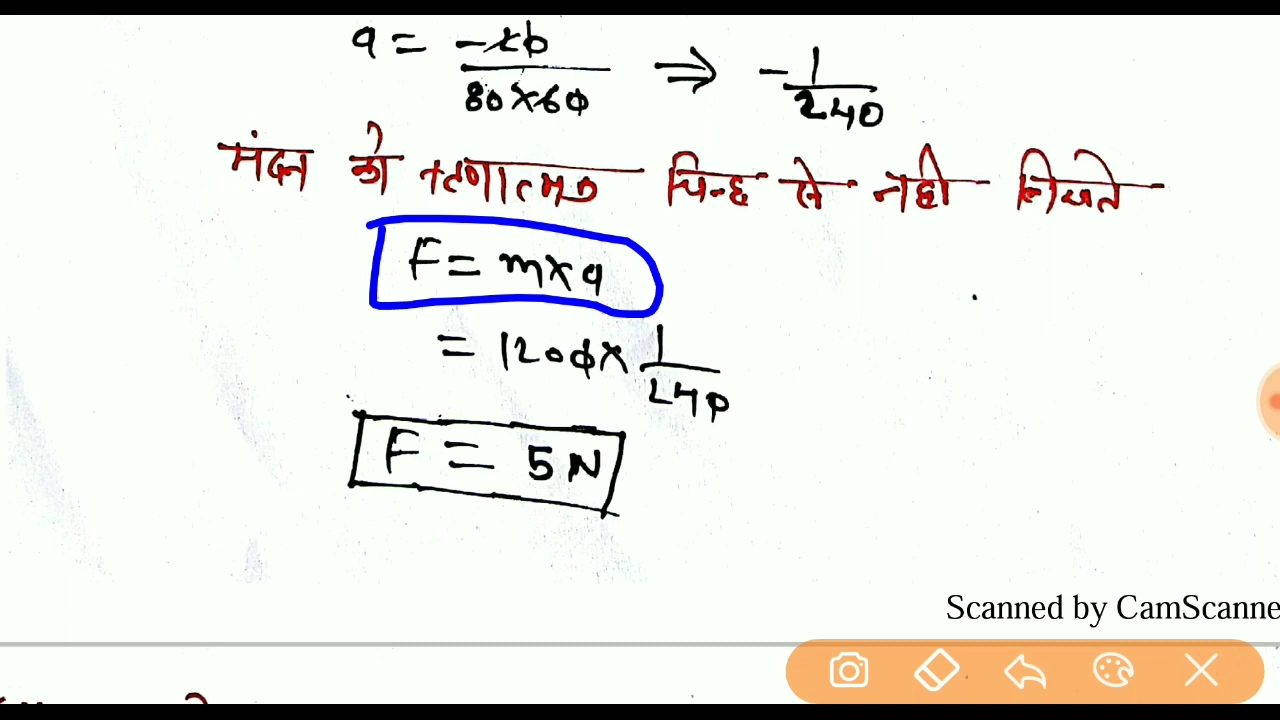 a = -20/80×60 ⇒ -1/240
मंदन को ऋणात्मक चिन्ह से नही लिखते
F = m×a
= 1200× 1/240
F = 5N
Scanned by CamScanne